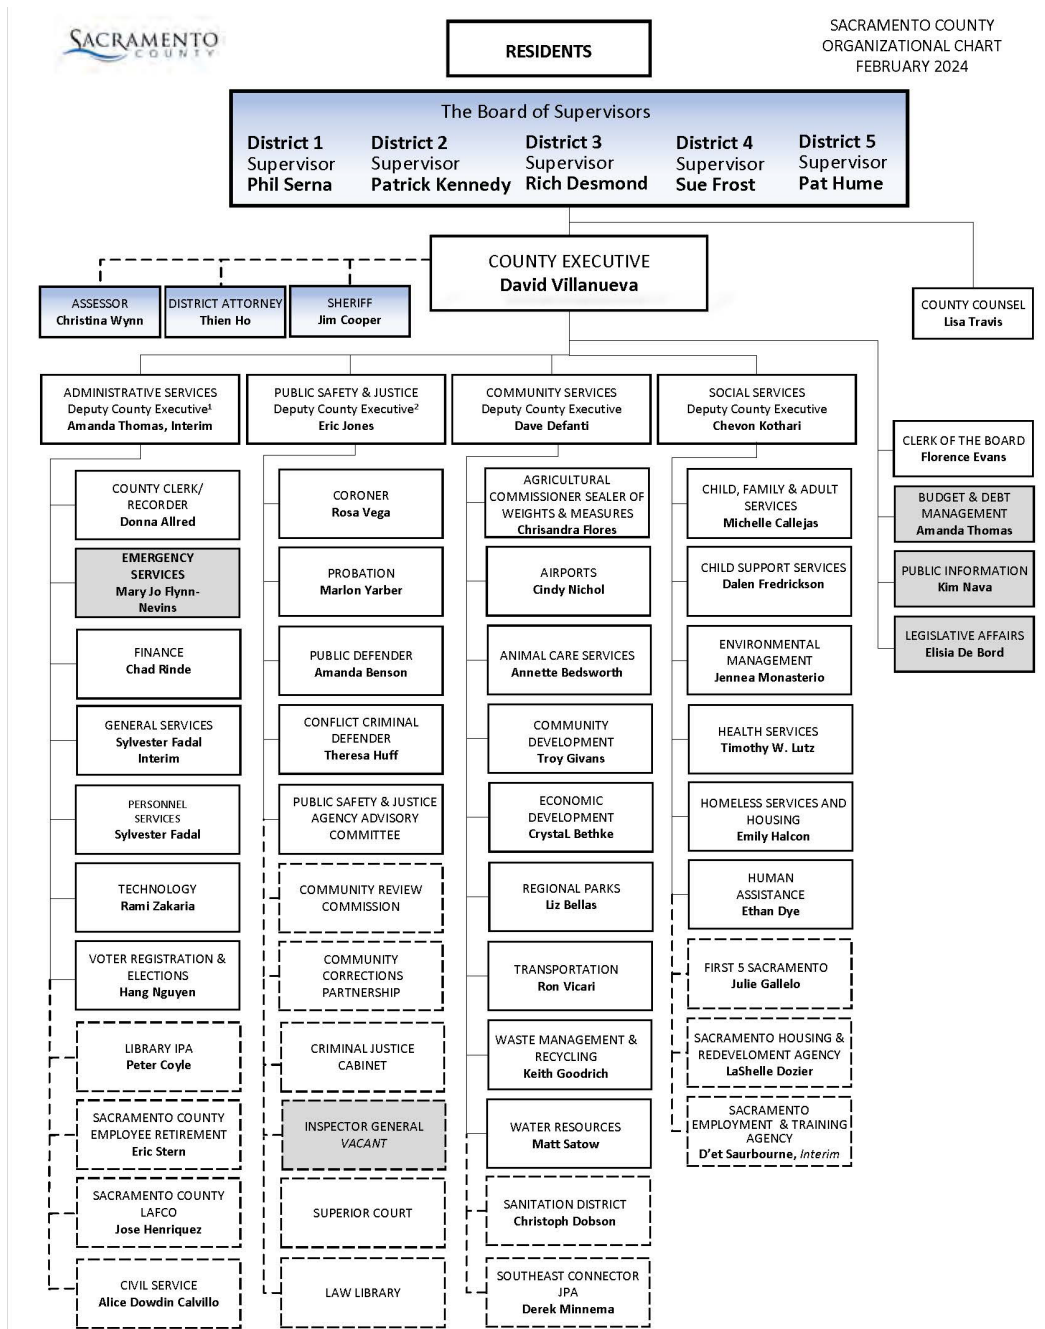 SACRAMENTO
COUNTY
RESIDENTS
SACRAMENTO COUNTY
ORGANIZATIONAL CHART
FEBRUARY 2024
The Board of Supervisors
District 1
Supervisor
Phil Serna
District 2
Supervisor
Patrick Kennedy
District 3
Supervisor
Rich Desmond
District 4
Supervisor
Sue Frost
District 5
Supervisor
Pat Hume
COUNTY EXECUTIVE
David Villanueva
ASSESSOR
Christina Wynn
DISTRICT ATTORNEY
Thien Ho
SHERIFF
Jim Cooper
COUNTY COUNSEL
Lisa Travis
ADMINISTRATIVE SERVICES
Deputy County Executive¹
Amanda Thomas, Interim
COUNTY CLERK/
RECORDER
Donna Allred
EMERGENCY
SERVICES
Mary Jo Flynn-
Nevins
FINANCE
Chad Rinde
GENERAL SERVICES
Sylvester Fadal
Interim
PERSONNEL
SERVICES
Sylvester Fadal
TECHNOLOGY
Rami Zakaria
VOTER REGISTRATION &
ELECTIONS
Hang Nguyen
LIBRARY IPA
Peter Coyle
SACRAMENTO COUNTY
EMPLOYEE RETIREMENT
Eric Stern
SACRAMENTO COUNTY
LAFCO
Jose Henriquez
CIVIL SERVICE
Alice Dowdin Calvillo
PUBLIC SAFETY & JUSTICE
Deputy County Executive²
Eric Jones
CORONER
Rosa Vega
PROBATION
Marlon Yarber
PUBLIC DEFENDER
Amanda Benson
CONFLICT CRIMINAL
DEFENDER
Theresa Huff
PUBLIC SAFETY & JUSTICE
AGENCY ADVISORY
COMMITTEE
COMMUNITY REVIEW
COMMISSION
COMMUNITY
CORRECTIONS
PARTNERSHIP
CRIMINAL JUSTICE
CABINET
INSPECTOR GENERAL
VACANT
SUPERIOR COURT
LAW LIBRARY
COMMUNITY SERVICES
Deputy County Executive
Dave Defanti
AGRICULTURAL
COMMISSIONER SEALER OF
WEIGHTS & MEASURES
Chrisandra Flores
AIRPORTS
Cindy Nichol
ANIMAL CARE SERVICES
Annette Bedsworth
COMMUNITY
DEVELOPMENT
Troy Givans
ECONOMIC
DEVELOPMENT
CrystaL Bethke
REGIONAL PARKS
Liz Bellas
TRANSPORTATION
Ron Vicari
WASTE MANAGEMENT &
RECYCLING
Keith Goodrich
WATER RESOURCES
Matt Satow
SANITATION DISTRICT
Christoph Dobson
SOUTHEAST CONNECTOR
JPA
Derek Minnema
SOCIAL SERVICES
Deputy County Executive
Chevon Kothari
CHILD, FAMILY & ADULT
SERVICES
Michelle Callejas
CHILD SUPPORT SERVICES
Dalen Fredrickson
ENVIRONMENTAL
MANAGEMENT
Jennea Monasterio
HEALTH SERVICES
Timothy W. Lutz
HOMELESS SERVICES AND
HOUSING
Emily Halcon
HUMAN
ASSISTANCE
Ethan Dye
FIRST 5 SACRAMENTO
Julie Gallelo
SACRAMENTO HOUSING &
REDEVELOMENT AGENCY
LaShelle Dozier
SACRAMENTO
EMPLOYMENT & TRAINING
AGENCY
D'et Saurbourne, Interim
CLERK OF THE BOARD
Florence Evans
BUDGET & DEBT
MANAGEMENT
Amanda Thomas
PUBLIC INFORMATION
Kim Nava
LEGISLATIVE AFFAIRS
Elisia De Bord